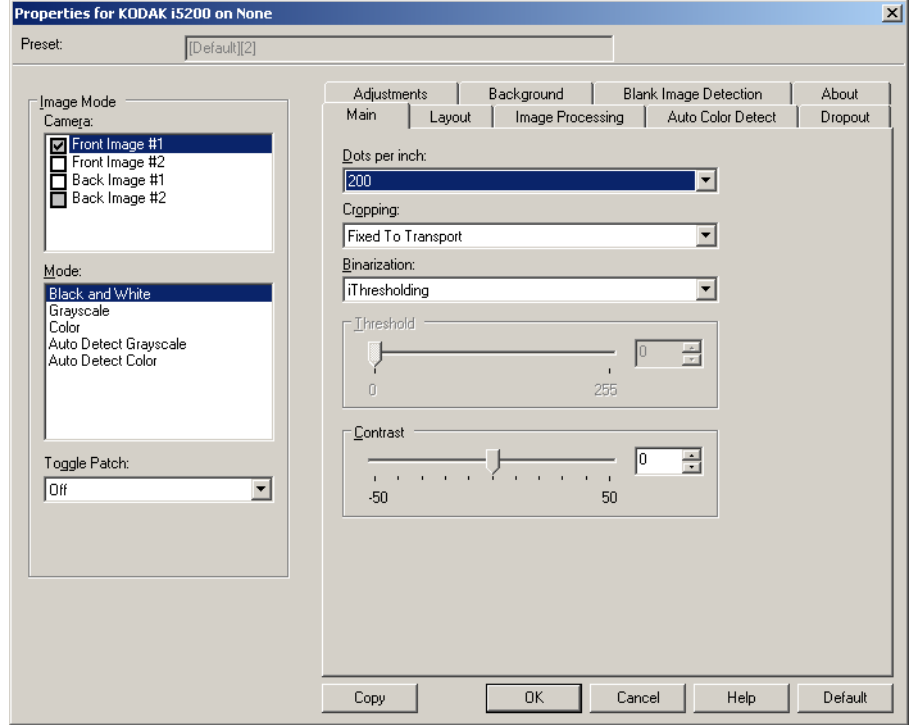 Properties for KODAK i5200 on None
Preset:
[Default][2]
Image Mode
Camera:
Front Image #1
Front Image #2
Back Image #1
Back Image #2
Mode:
Black and White
Grayscale
Color
Auto Detect Grayscale
Auto Detect Color
Toggle Patch:
Off
Adjustments
Background
Blank Image Detection
About
Main
Layout
Image Processing
Auto Color Detect
Dropout
Dots per inch:
200
Cropping:
Fixed To Transport
Binarization:
iThresholding
Threshold
0
0
255
Contrast
0
-50
50
Copy
OK
Cancel
Help
Default